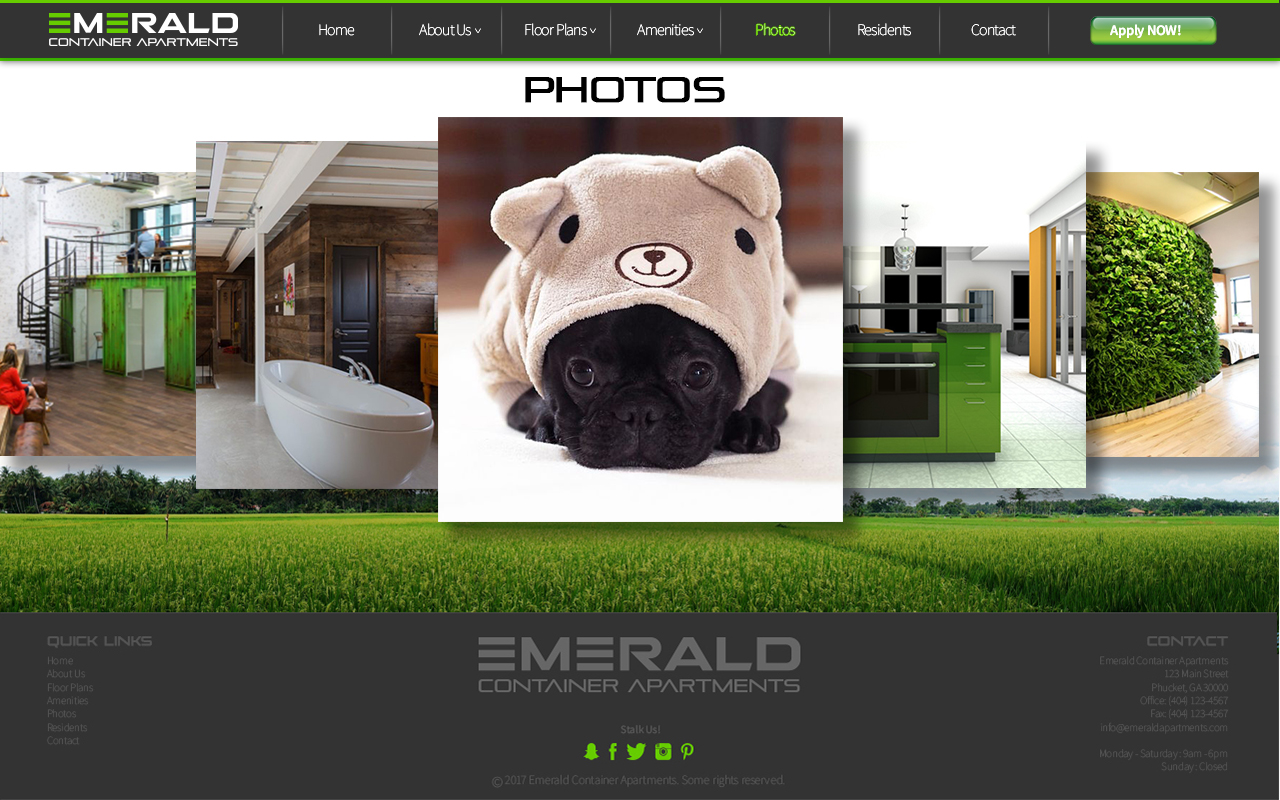 EMERALD
CONTAINER APARTMENTS
Home
About Us
Floor Plans
Amenities
Photos
Residents
Contact
Apply NOW!
PHOTOS
QUICK LINKS
Home
About Us
Floor Plans
Amenities
Photos
Residents
Contact
EMERALD
CONTAINER APARTMENTS
Stalk Us!
© 2017 Emerald Container Apartments. Some rights reserved.
CONTACT
Emerald Container Apartments
123 Main Street
Phucket, GA 30000
Office: (404) 123-4567
Fax: (404) 123-4567
info@emeraldapartments.com
Monday - Saturday: 9am - 6pm
Sunday: Closed